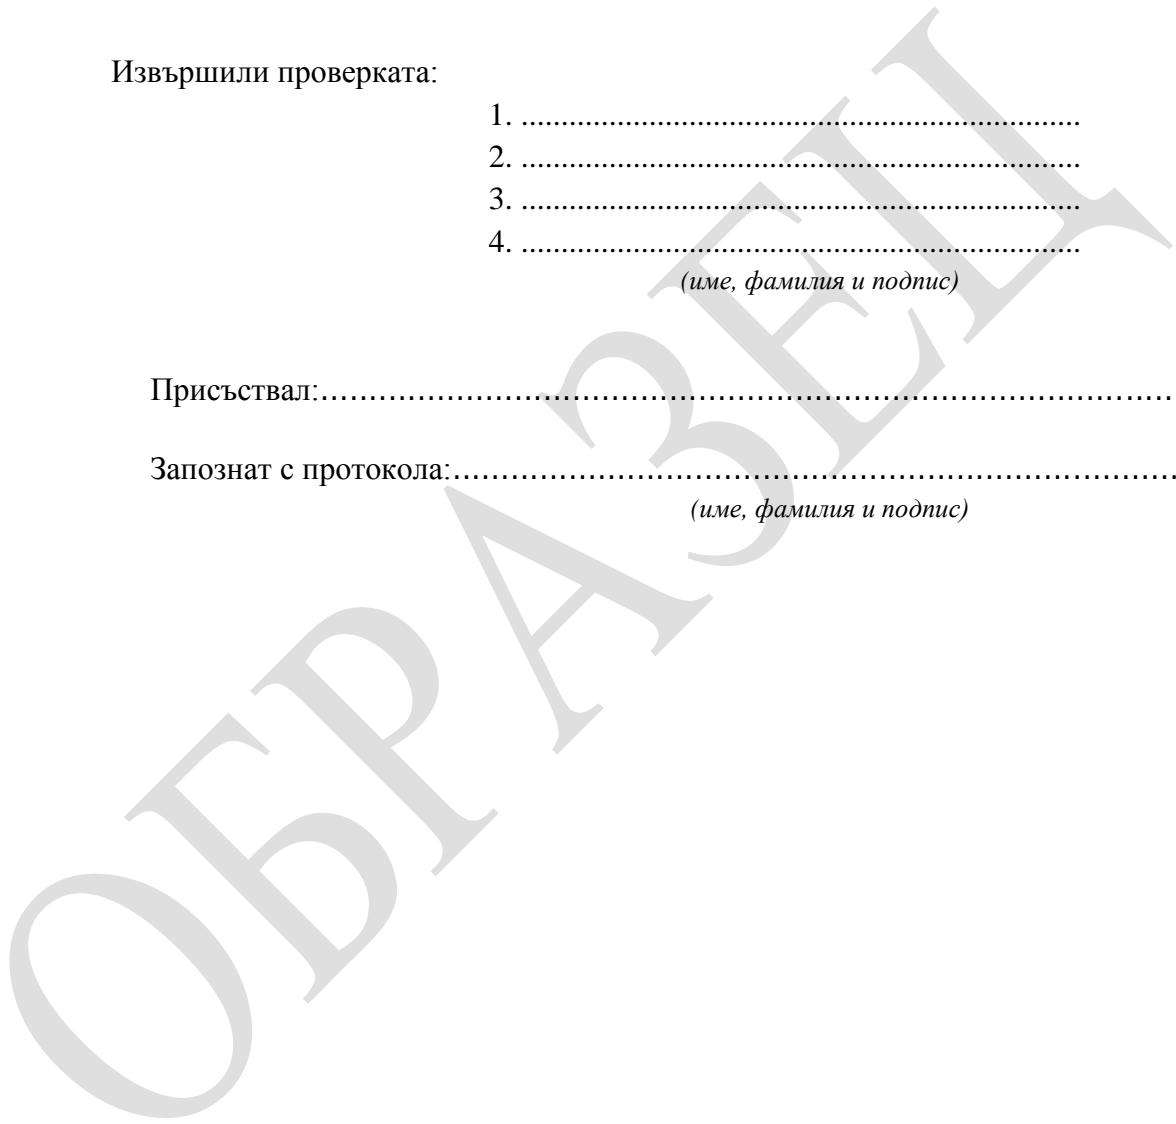 Извършили проверката:
1. .....................................................................
2. .....................................................................
3. .....................................................................
4. .....................................................................
(име, фамилия и подпис)
Присъствал:……………………………………………………………………………
Запознат с протокола:…………………………………………………………………
(име, фамилия и подпис)
ОБРАЗЕЦ